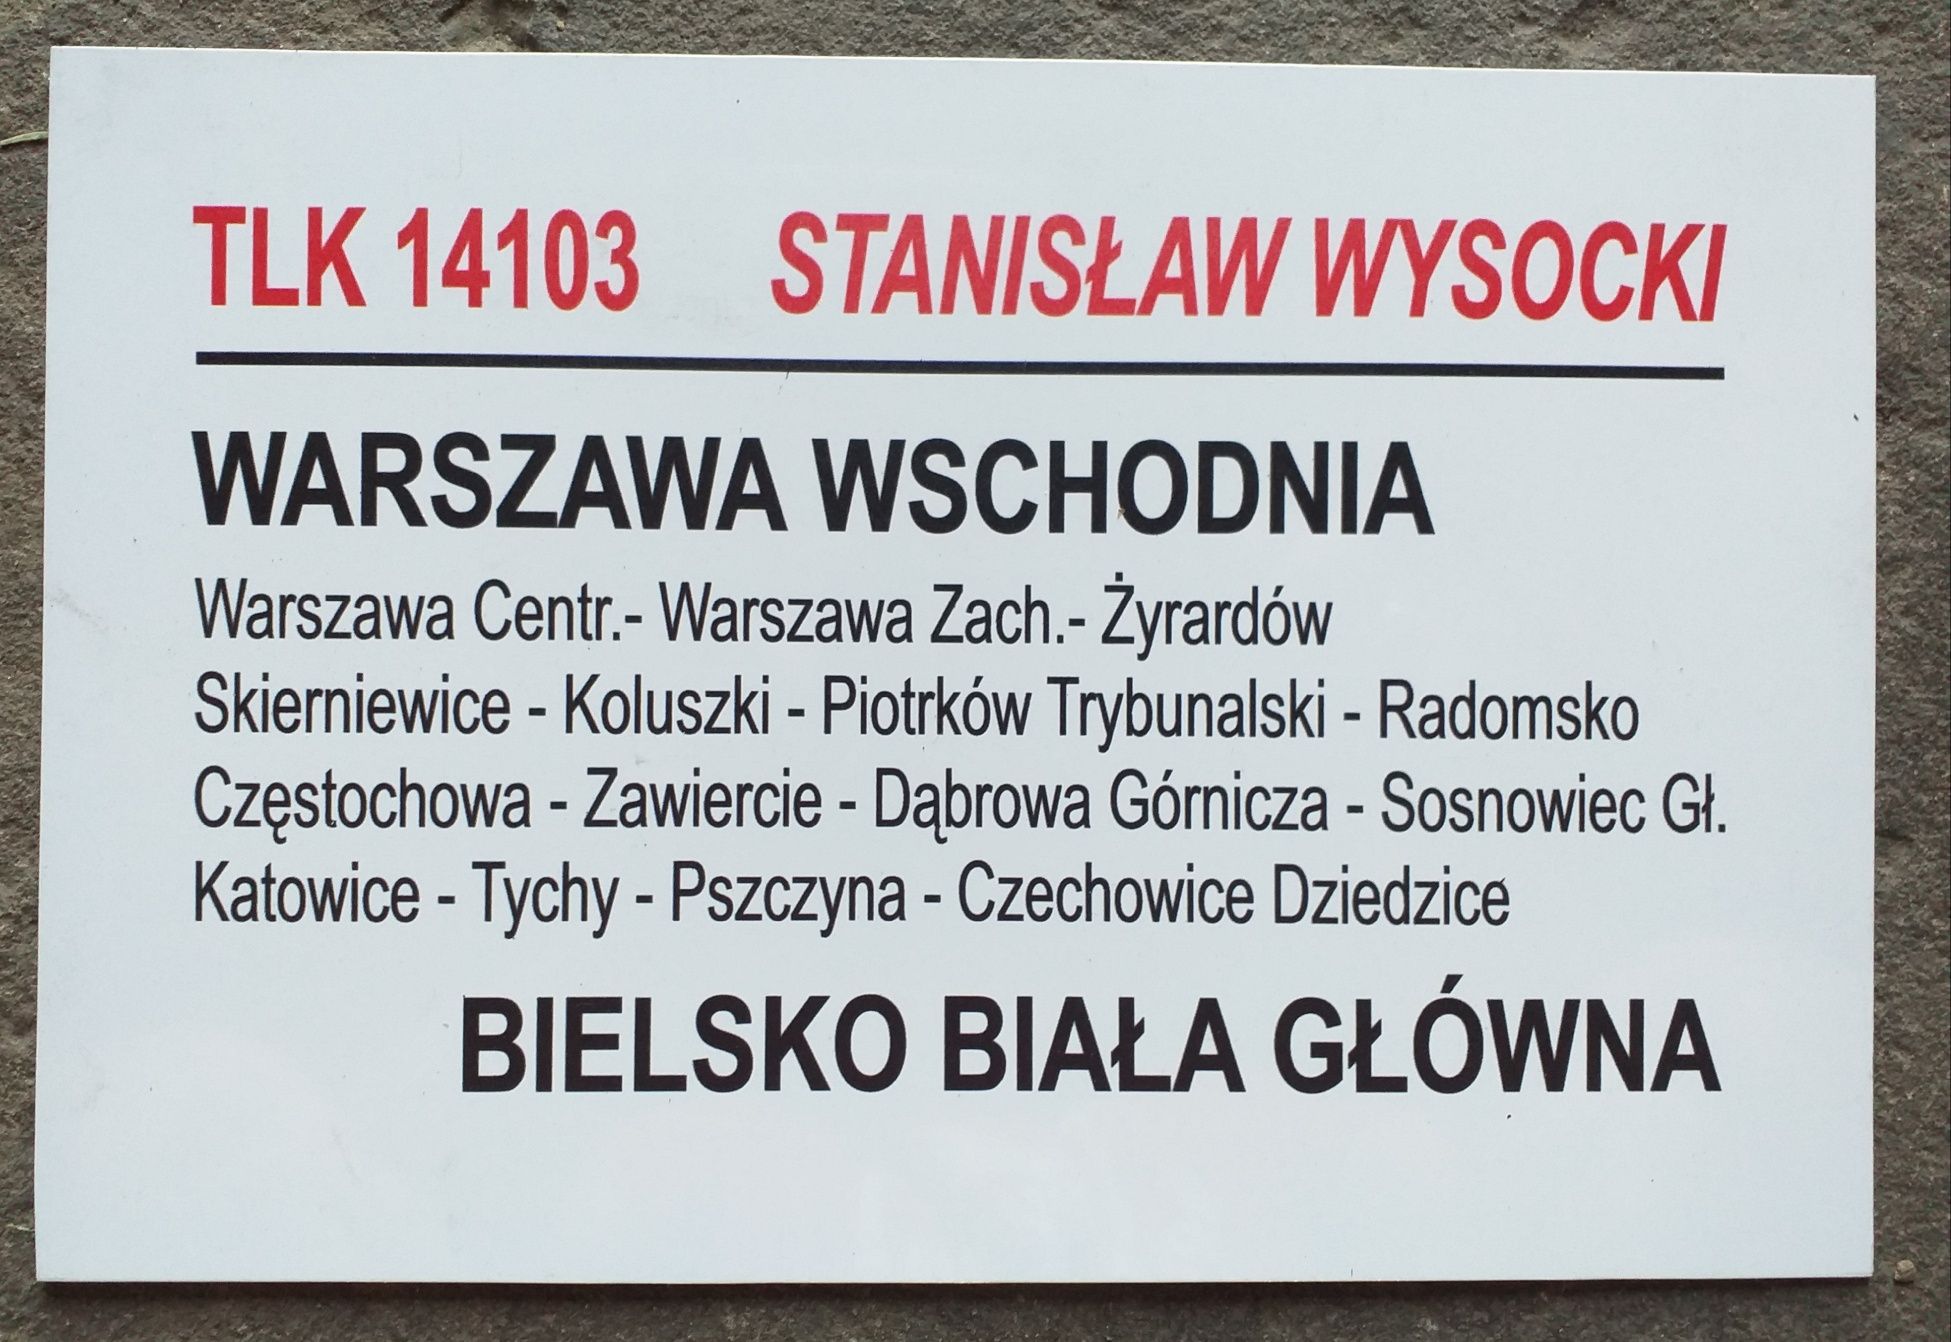 TLK 14103 STANISŁAW WYSOCKI
WARSZAWA WSCHODNIA
Warszawa Centr.- Warszawa Zach.- Żyrardów
Skierniewice - Koluszki - Piotrków Trybunalski - Radomsko
Częstochowa - Zawiercie - Dąbrowa Górnicza - Sosnowiec Gł.
Katowice - Tychy - Pszczyna - Czechowice Dziedzice
BIELSKO BIAŁA GŁÓWNA